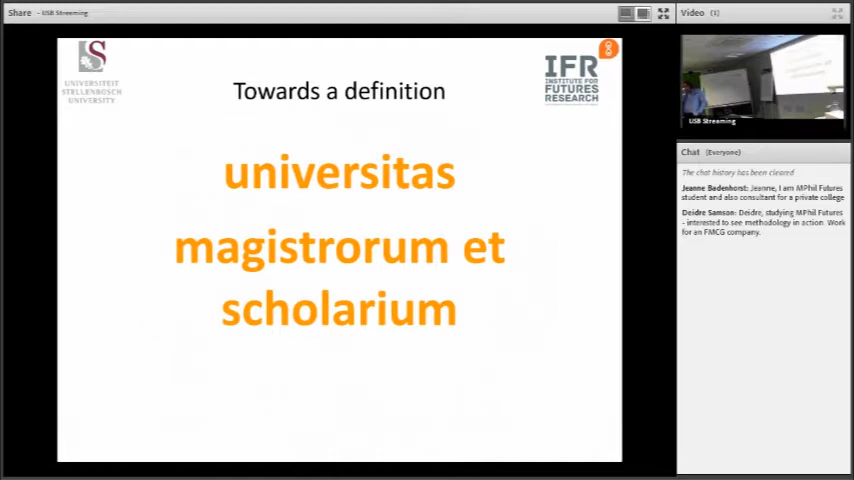 Share - USB Streaming
Video (1)
UNIVERSITEIT
STELLENBOSCH
UNIVERSITY
IFR
INSTITUTE FOR
FUTURES
RESEARCH
Towards a definition
universitas
magistrorum et
scholarium
USB Streaming
Chat (Everyone)
The chat history has been cleared
Jeanne Badenhorst: Jeanne, I am MPhil Futures
student and also consultant for a private college
Deidre Samson: Deidre, studying MPhil Futures
- interested to see methodology in action. Work
for an FMCG company.